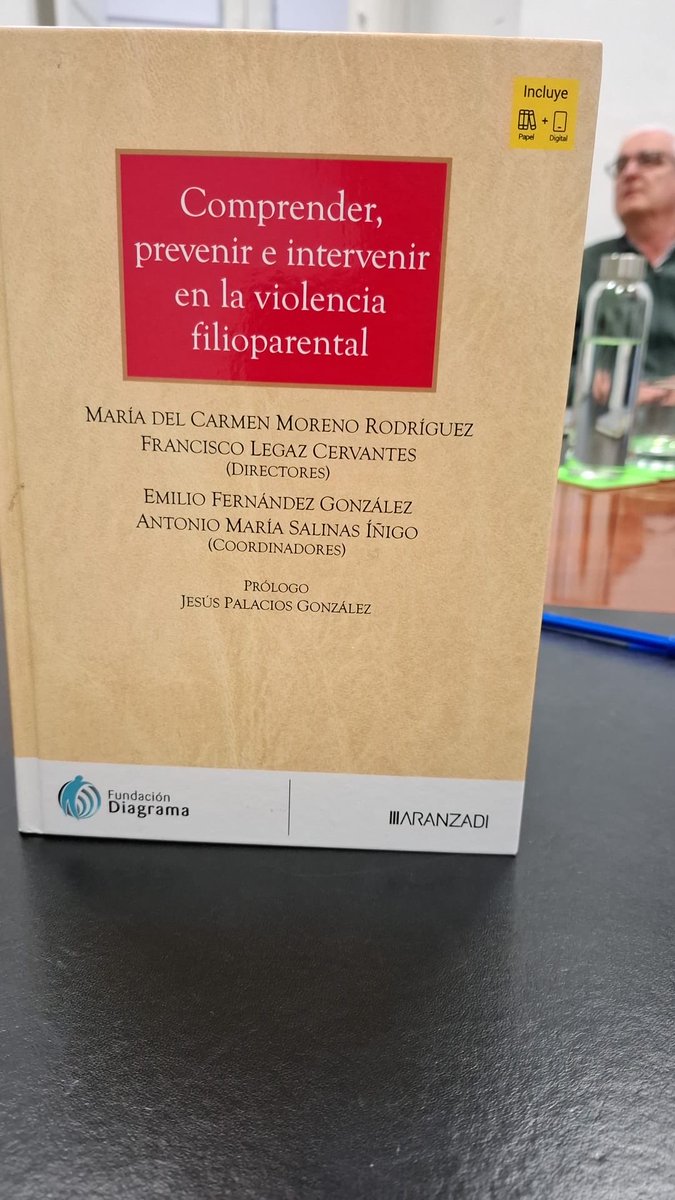 Incluye
+
Papel Digital
Comprender,
prevenir e intervenir
en la violencia
filioparental
MARÍA DEL CARMEN MORENO RODRÍGUEZ
FRANCISCO LEGAZ CERVANTES
(DIRECTORES)
EMILIO FERNÁNDEZ GONZÁLEZ
ANTONIO MARÍA SALINAS ÍÑIGO
(COORDINADORES)
PRÓLOGO
JESÚS PALACIOS GONZÁLEZ
Fundación
Diagrama
ARANZADI